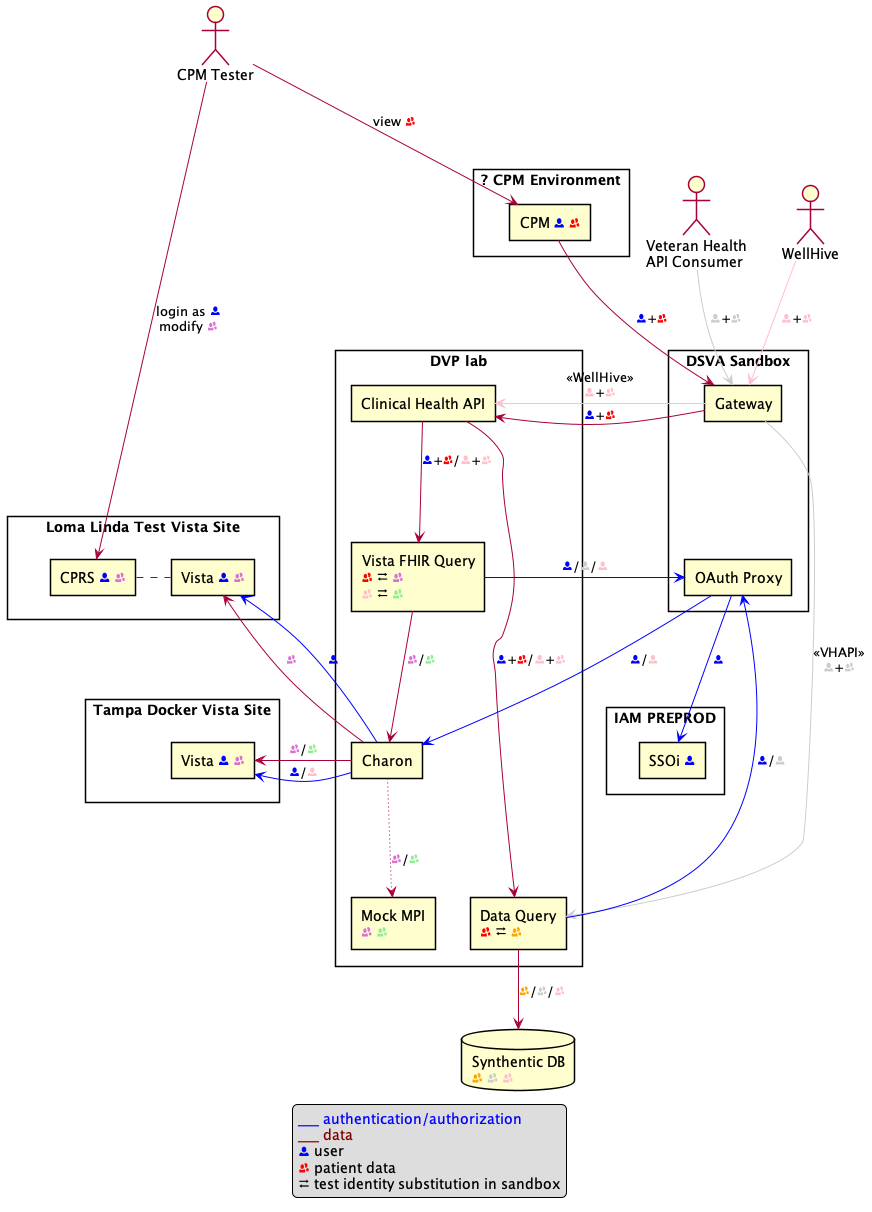 CPM Tester
view
? CPM Environment
CPM
Veteran Health
API Consumer
WellHive
login as
modify
+
+
+
DVP lab
DSVA Sandbox
«WellHive»
+
Clinical Health API
Gateway
+
+/+
Loma Linda Test Vista Site
CPRS
Vista
Vista FHIR Query
⇄
⇄
//
OAuth Proxy
/
+/+
/
«VHAPI»
+
Tampa Docker Vista Site
IAM PREPROD
Vista
/
/
Charon
SSOi
/
/
Mock MPI
Data Query
⇄
//
Synthentic DB
___ authentication/authorization
___ data
user
patient data
⇄ test identity substitution in sandbox